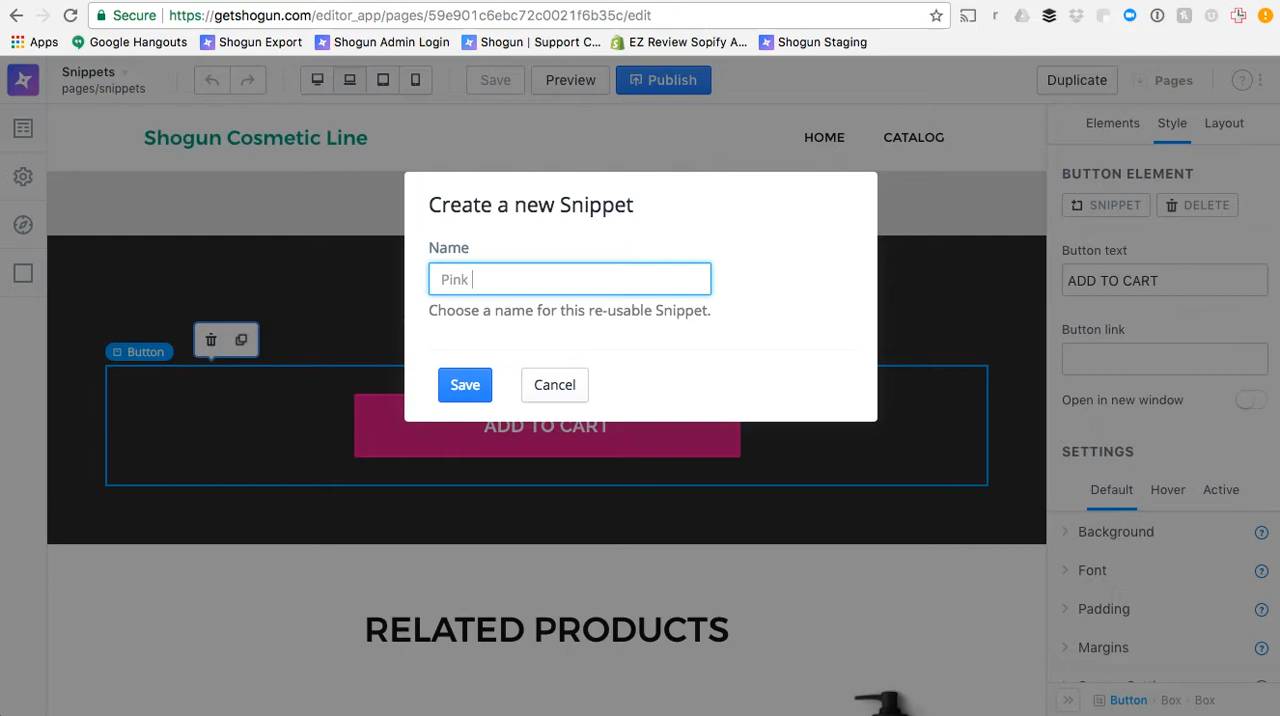 Secure https://getshogun.com/editor_app/pages/59e901c6ebc72c0021f6b35c/edit
Apps Google Hangouts Shogun Export Shogun Admin Login Shogun | Support C... EZ Review Sopify A... Shogun Staging
Snippets
pages/snippets
Save Preview Publish Duplicate Pages
Shogun Cosmetic Line HOME CATALOG
Elements Style Layout
Create a new Snippet
Name
Pink
Choose a name for this re-usable Snippet.
Save Cancel
Button
ADD TO CART
BUTTON ELEMENT
SNIPPET DELETE
Button text
ADD TO CART
Button link
Open in new window
SETTINGS
Default Hover Active
Background
Font
Padding
Margins
Button Box Box
RELATED PRODUCTS